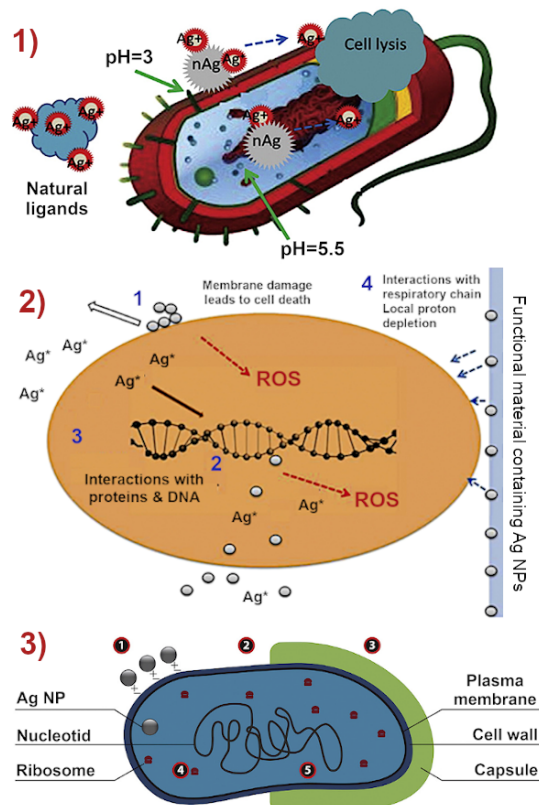 1)
Ag+
Ag+
nAg
Ag+
Cell lysis
pH=3
Ag+
Ag+
Ag+
Ag+
Ag+
Ag+
nAg
Natural
ligands
pH=5.5
2)
1
Membrane damage
leads to cell death
4
Interactions with
respiratory chain
Local proton
depletion
Functional material containing Ag NPs
Ag*
Ag*
Ag*
Ag*
Ag*
ROS
3
2
Interactions with
proteins & DNA
ROS
Ag*
Ag*
Ag*
3)
1
2
3
Ag NP
Plasma
membrane
Nucleotid
Cell wall
Ribosome
Capsule
4
5